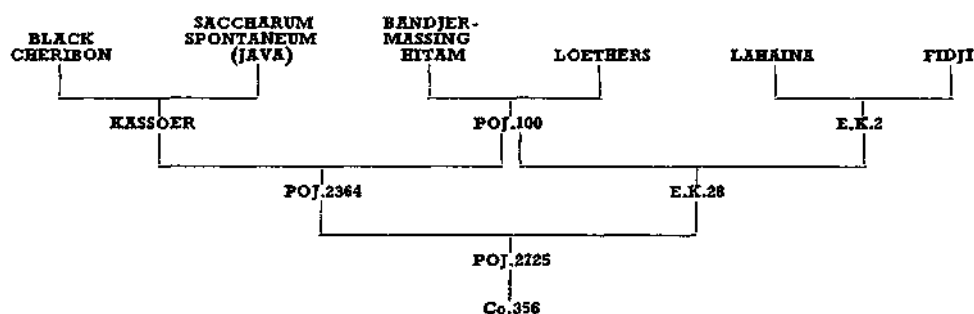 BLACK
CHERIBON
SACCHARUM
SPONTANEUM
(JAVA)
BANDJER-
MASSING
HITAM
LOETHERS
LAHAINA
FIDJI
KASSOER
POJ.100
E.K.2
POJ.2364
E.K.28
POJ.2725
Co.356